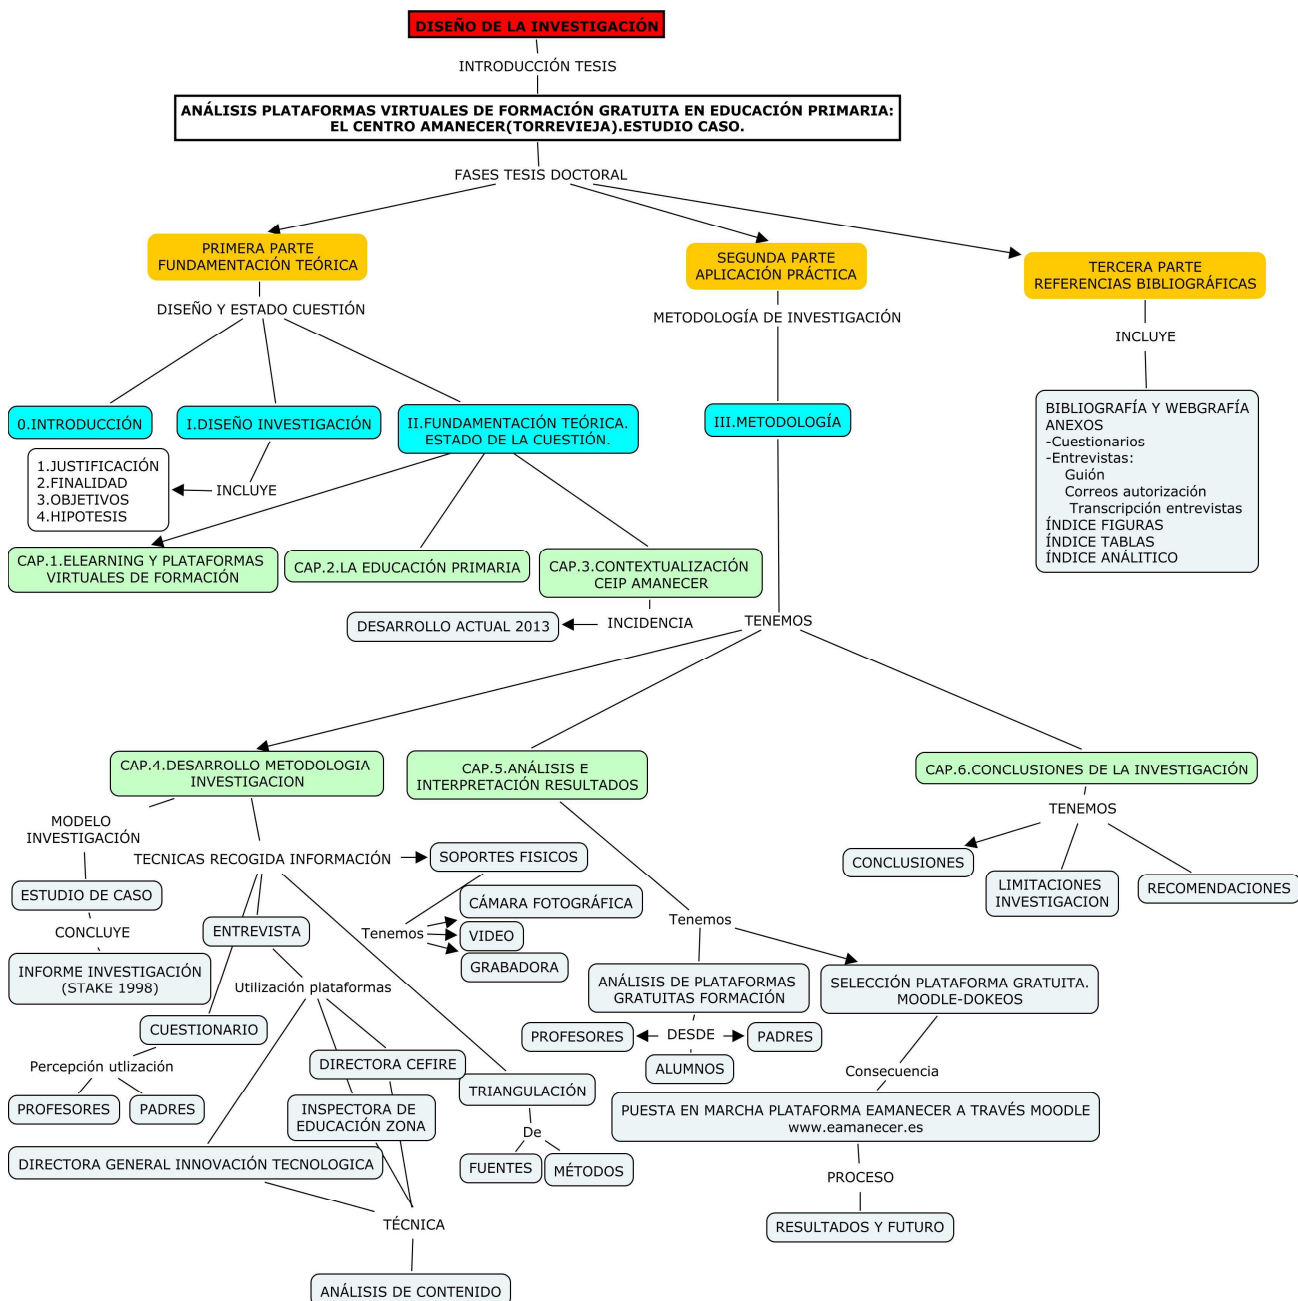 DISEÑO DE LA INVESTIGACIÓN
INTRODUCCIÓN TESIS
ANÁLISIS PLATAFORMAS VIRTUALES DE FORMACIÓN GRATUITA EN EDUCACIÓN PRIMARIA:
EL CENTRO AMANECER(TORREVIEJA).ESTUDIO CASO.
FASES TESIS DOCTORAL
PRIMERA PARTE
FUNDAMENTACIÓN TEÓRICA
SEGUNDA PARTE
APLICACIÓN PRÁCTICA
TERCERA PARTE
REFERENCIAS BIBLIOGRÁFICAS
DISEÑO Y ESTADO CUESTIÓN
METODOLOGÍA DE INVESTIGACIÓN
INCLUYE
0.INTRODUCCIÓN
I.DISEÑO INVESTIGACIÓN
II.FUNDAMENTACIÓN TEÓRICA.
ESTADO DE LA CUESTIÓN.
III.METODOLOGÍA
BIBLIOGRAFÍA Y WEBGRAFÍA
ANEXOS
-Cuestionarios
-Entrevistas:
Guión
Correos autorización
Transcripción entrevistas
ÍNDICE FIGURAS
ÍNDICE TABLAS
ÍNDICE ANÁLITICO
1.JUSTIFICACIÓN
2.FINALIDAD
3.OBJETIVOS
4.HIPOTESIS
INCLUYE
CAP.1.ELEARNING Y PLATAFORMAS
VIRTUALES DE FORMACIÓN
CAP.2.LA EDUCACIÓN PRIMARIA
CAP.3.CONTEXTUALIZACIÓN
CEIP AMANECER
DESARROLLO ACTUAL 2013
INCIDENCIA
TENEMOS
CAP.4.DESARROLLO METODOLOGIA
INVESTIGACION
CAP.5.ANÁLISIS E
INTERPRETACIÓN RESULTADOS
CAP.6.CONCLUSIONES DE LA INVESTIGACIÓN
MODELO
INVESTIGACIÓN
TECNICAS RECOGIDA INFORMACIÓN
SOPORTES FISICOS
TENEMOS
CONCLUSIONES
LIMITACIONES
INVESTIGACION
RECOMENDACIONES
ESTUDIO DE CASO
CONCLUYE
INFORME INVESTIGACIÓN
(STAKE 1998)
ENTREVISTA
Tenemos
CÁMARA FOTOGRÁFICA
VIDEO
GRABADORA
Tenemos
Utilización plataformas
ANÁLISIS DE PLATAFORMAS
GRATUITAS FORMACIÓN
SELECCIÓN PLATAFORMA GRATUITA.
MOODLE-DOKEOS
CUESTIONARIO
PROFESORES
DESDE
PADRES
ALUMNOS
Percepción utlización
PROFESORES
PADRES
DIRECTORA CEFIRE
TRIANGULACIÓN
Consecuencia
INSPECTORA DE
EDUCACIÓN ZONA
De
FUENTES
MÉTODOS
PUESTA EN MARCHA PLATAFORMA EAMANECER A TRAVÉS MOODLE
www.eamanecer.es
DIRECTORA GENERAL INNOVACIÓN TECNOLOGICA
PROCESO
RESULTADOS Y FUTURO
TÉCNICA
ANÁLISIS DE CONTENIDO